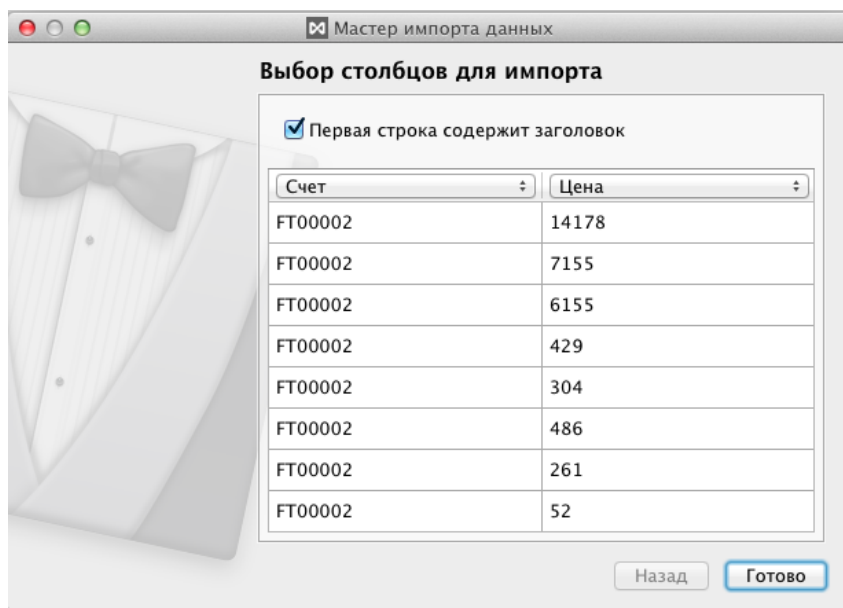 Мастер импорта данных
Выбор столбцов для импорта
Первая строка содержит заголовок
Счет Цена
FT00002 14178
FT00002 7155
FT00002 6155
FT00002 429
FT00002 304
FT00002 486
FT00002 261
FT00002 52
Назад Готово